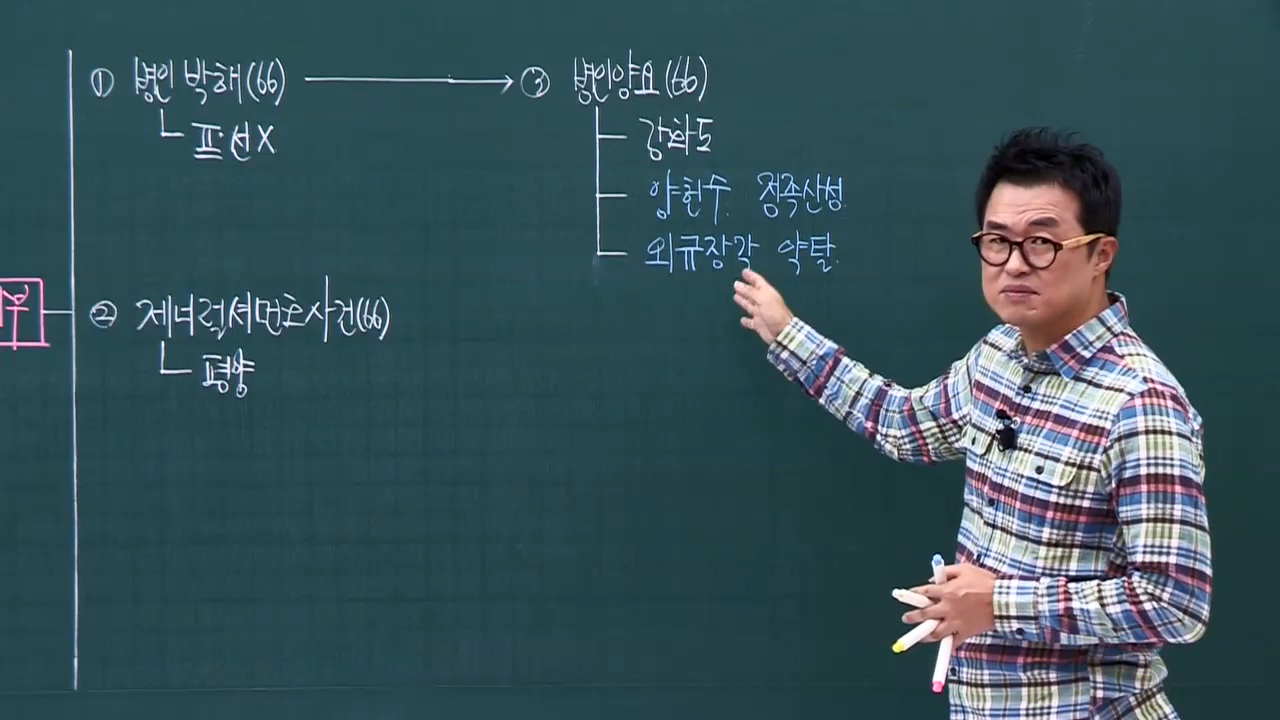 ① 병인박해(66)
프·선X
② 제너럴셔먼호사건(66)
평양
③ 병인양요(66)
강화도
양헌수 정족산성
외규장각 약탈